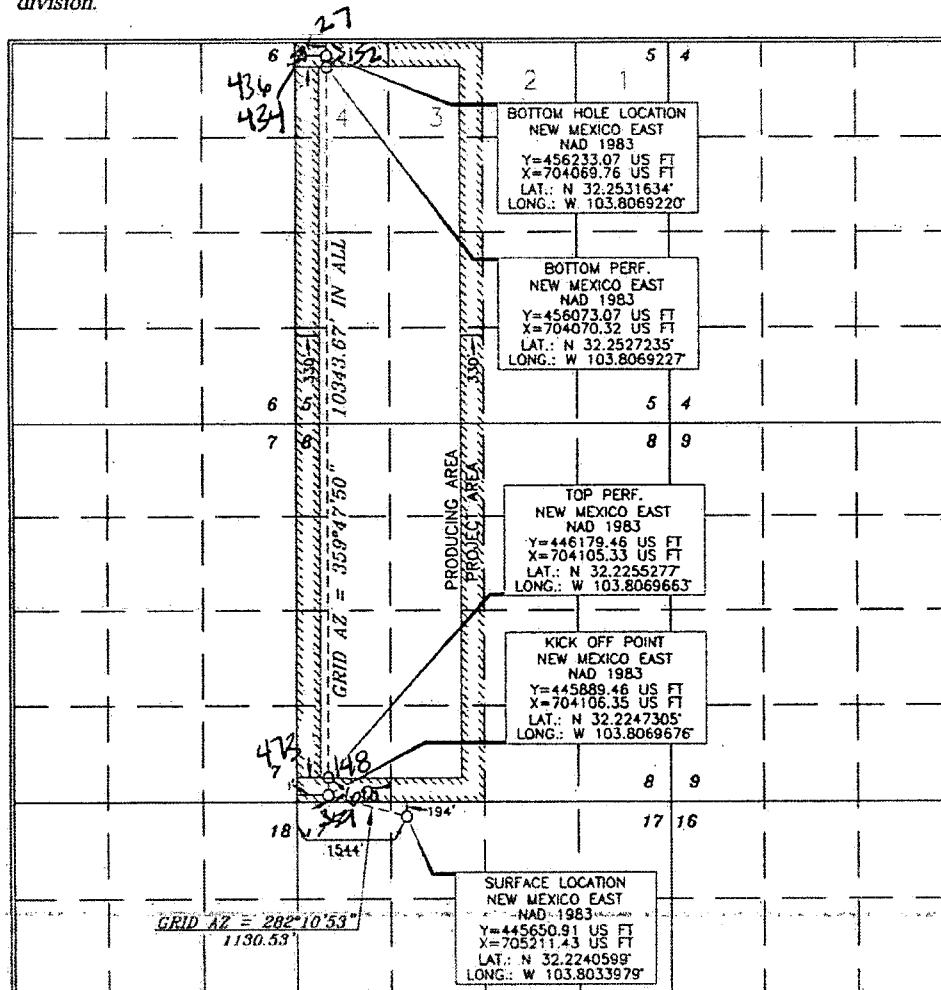 division.
27
6
152
5 4
436
434
4
3
2
1
BOTTOM HOLE LOCATION
NEW MEXICO EAST
NAD 1983
Y=456233.07 US FT
X=704069.76 US FT
LAT.: N 32.2531634°
LONG.: W 103.8069220°
BOTTOM PERF.
NEW MEXICO EAST
NAD 1983
Y=456073.07 US FT
X=704070.32 US FT
LAT.: N 32.2527235°
LONG.: W 103.8069227°
10343.67' IN ALL
330'
330'
6 5
5 4
7 8
8 9
GRID AZ = 359°47'50"
PRODUCING AREA
PROJECT AREA
TOP PERF.
NEW MEXICO EAST
NAD 1983
Y=446179.46 US FT
X=704105.33 US FT
LAT.: N 32.2255277°
LONG.: W 103.8069663°
KICK OFF POINT
NEW MEXICO EAST
NAD 1983
Y=445889.46 US FT
X=704106.35 US FT
LAT.: N 32.2247305°
LONG.: W 103.8069676°
473
7
148
8 9
18
17 16
194'
1544'
SURFACE LOCATION
NEW MEXICO EAST
NAD 1983
Y=445650.91 US FT
X=705211.43 US FT
LAT.: N 32.2240599°
LONG.: W 103.8033979°
GRID AZ = 282°10'53"
1130.53'